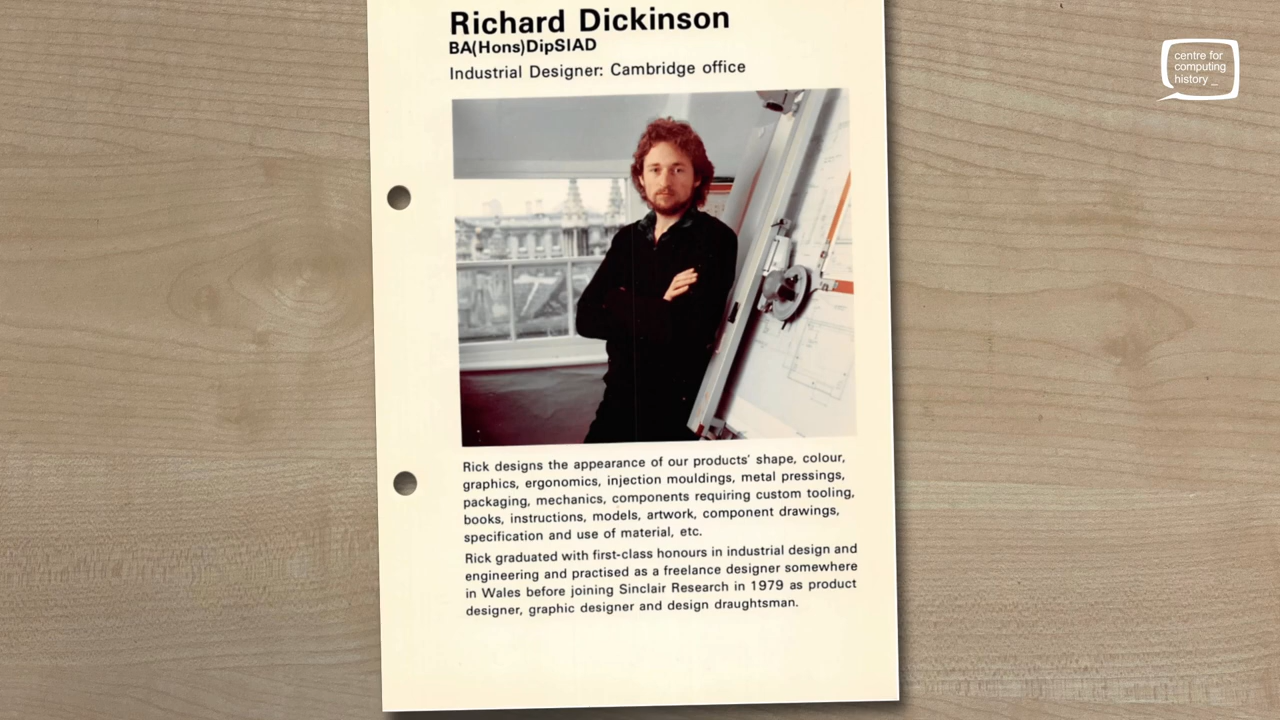 Richard Dickinson
BA(Hons)DipSIAD
Industrial Designer: Cambridge office
centre for
computing
history _
Rick designs the appearance of our products' shape, colour,
graphics, ergonomics, injection mouldings, metal pressings,
packaging, mechanics, components requiring custom tooling,
books, instructions, models, artwork, component drawings,
specification and use of material, etc.
Rick graduated with first-class honours in industrial design and
engineering and practised as a freelance designer somewhere
in Wales before joining Sinclair Research in 1979 as product
designer, graphic designer and design draughtsman.